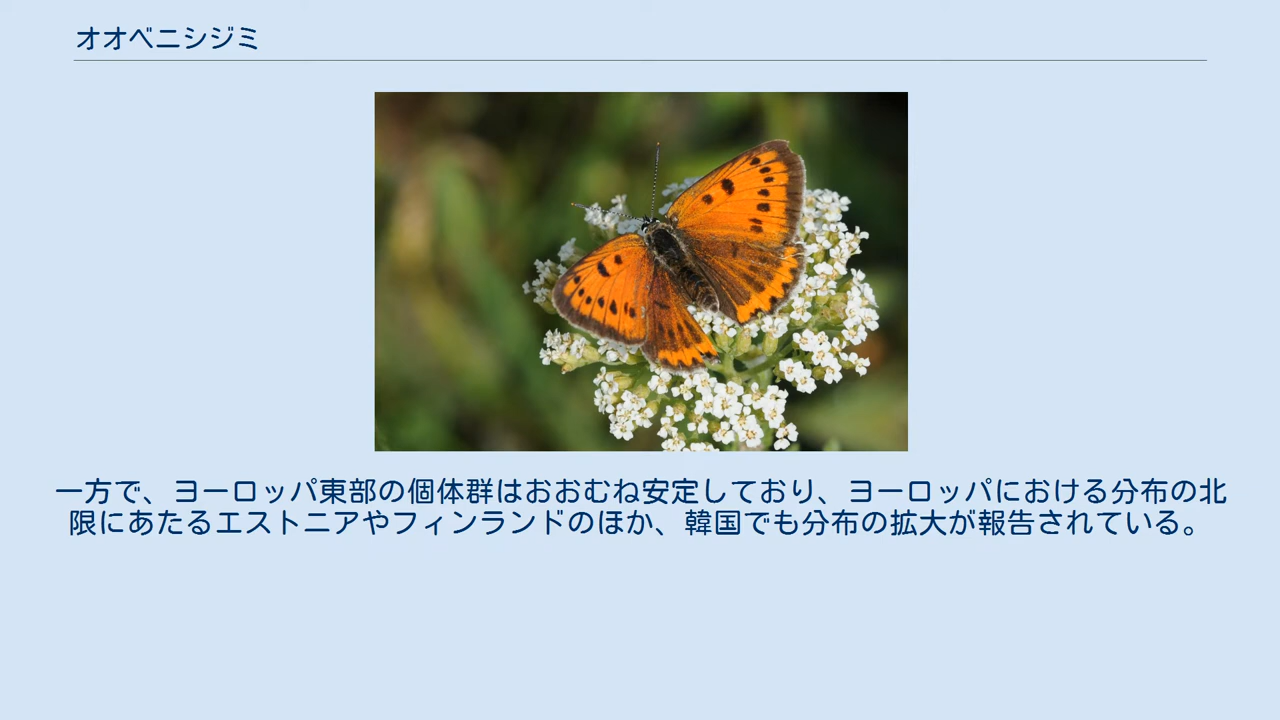 オオベニシジミ
一方で、ヨーロッパ東部の個体群はおおむね安定しており、ヨーロッパにおける分布の北
限にあたるエストニアやフィンランドのほか、韓国でも分布の拡大が報告されている。